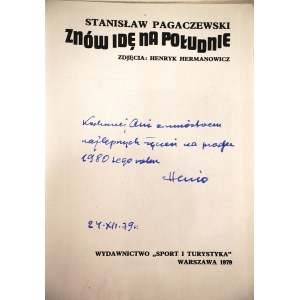 STANISŁAW PAGACZEWSKI
ZNÓW IDĘ NA POŁUDNIE
ZDJĘCIA: HENRYK HERMANOWICZ
Kochanej Ani z mnóstwem
najlepszych życzeń na progu
1980-tego roku
Henio
24.XII.79 r.
WYDAWNICTWO „SPORT I TURYSTYKA”
WARSZAWA 1979